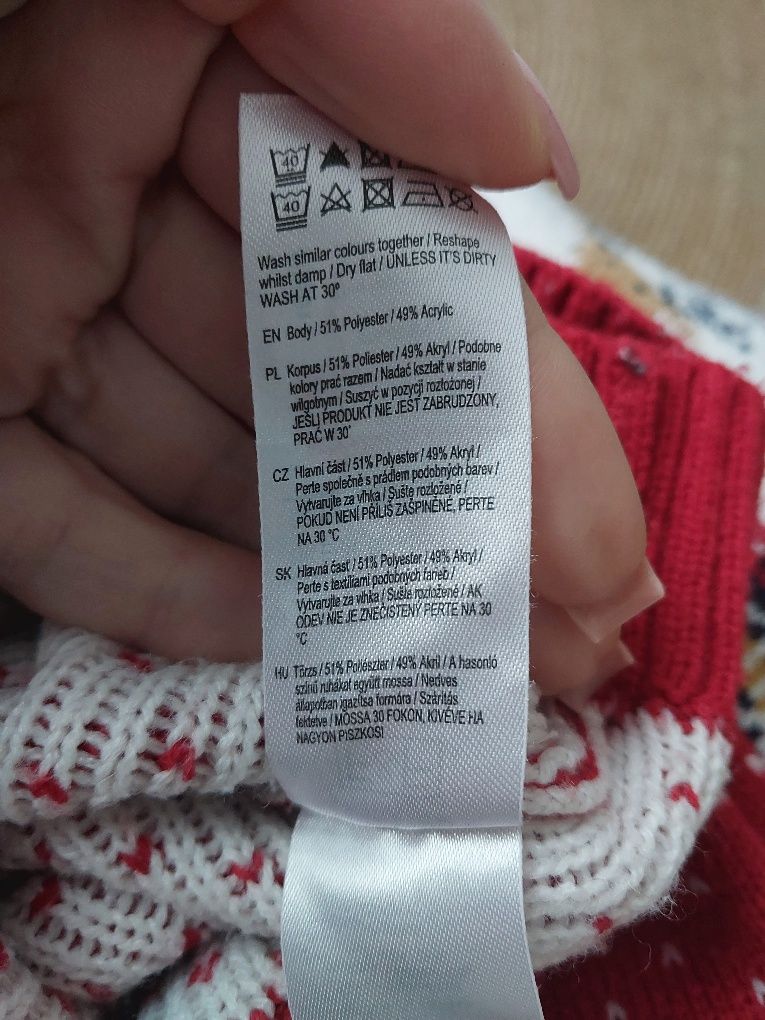 40
40
Wash similar colours together / Reshape
whilst damp / Dry flat / UNLESS IT'S DIRTY
WASH AT 30º
EN Body / 51% Polyester / 49% Acrylic
PL Korpus / 51% Poliester / 49% Akryl / Podobne
kolory prać razem / Nadać kształt w stanie
wilgotnym / Suszyć w pozycji rozłożonej /
JEŚLI PRODUKT NIE JEST ZABRUDZONY,
PRAĆ W 30°
CZ Hlavní část / 51% Polyester / 49% Akryl /
Perte společně s prádlem podobných barev /
Vytvarujte za vlhka / Sušte rozložené /
POKUD NENÍ PŘÍLIŠ ZAŠPINĚNÉ, PERTE
NA 30 °C
SK Hlavná časť / 51% Polyester / 49% Akryl /
Perte s textíliami podobných farieb /
Vytvarujte za vlhka / Sušte rozložené / AK
ODEV NIE JE ZNEČISTENÝ PERTE NA 30
°C
HU Törzs / 51% Poliészter / 49% Akril / A hasonló
színű ruhákat együtt mossa / Nedves
állapotban igazítsa formára / Szárítás
fektetve / MOSSA 30 FOKON, KIVÉVE HA
NAGYON PISZKOS!